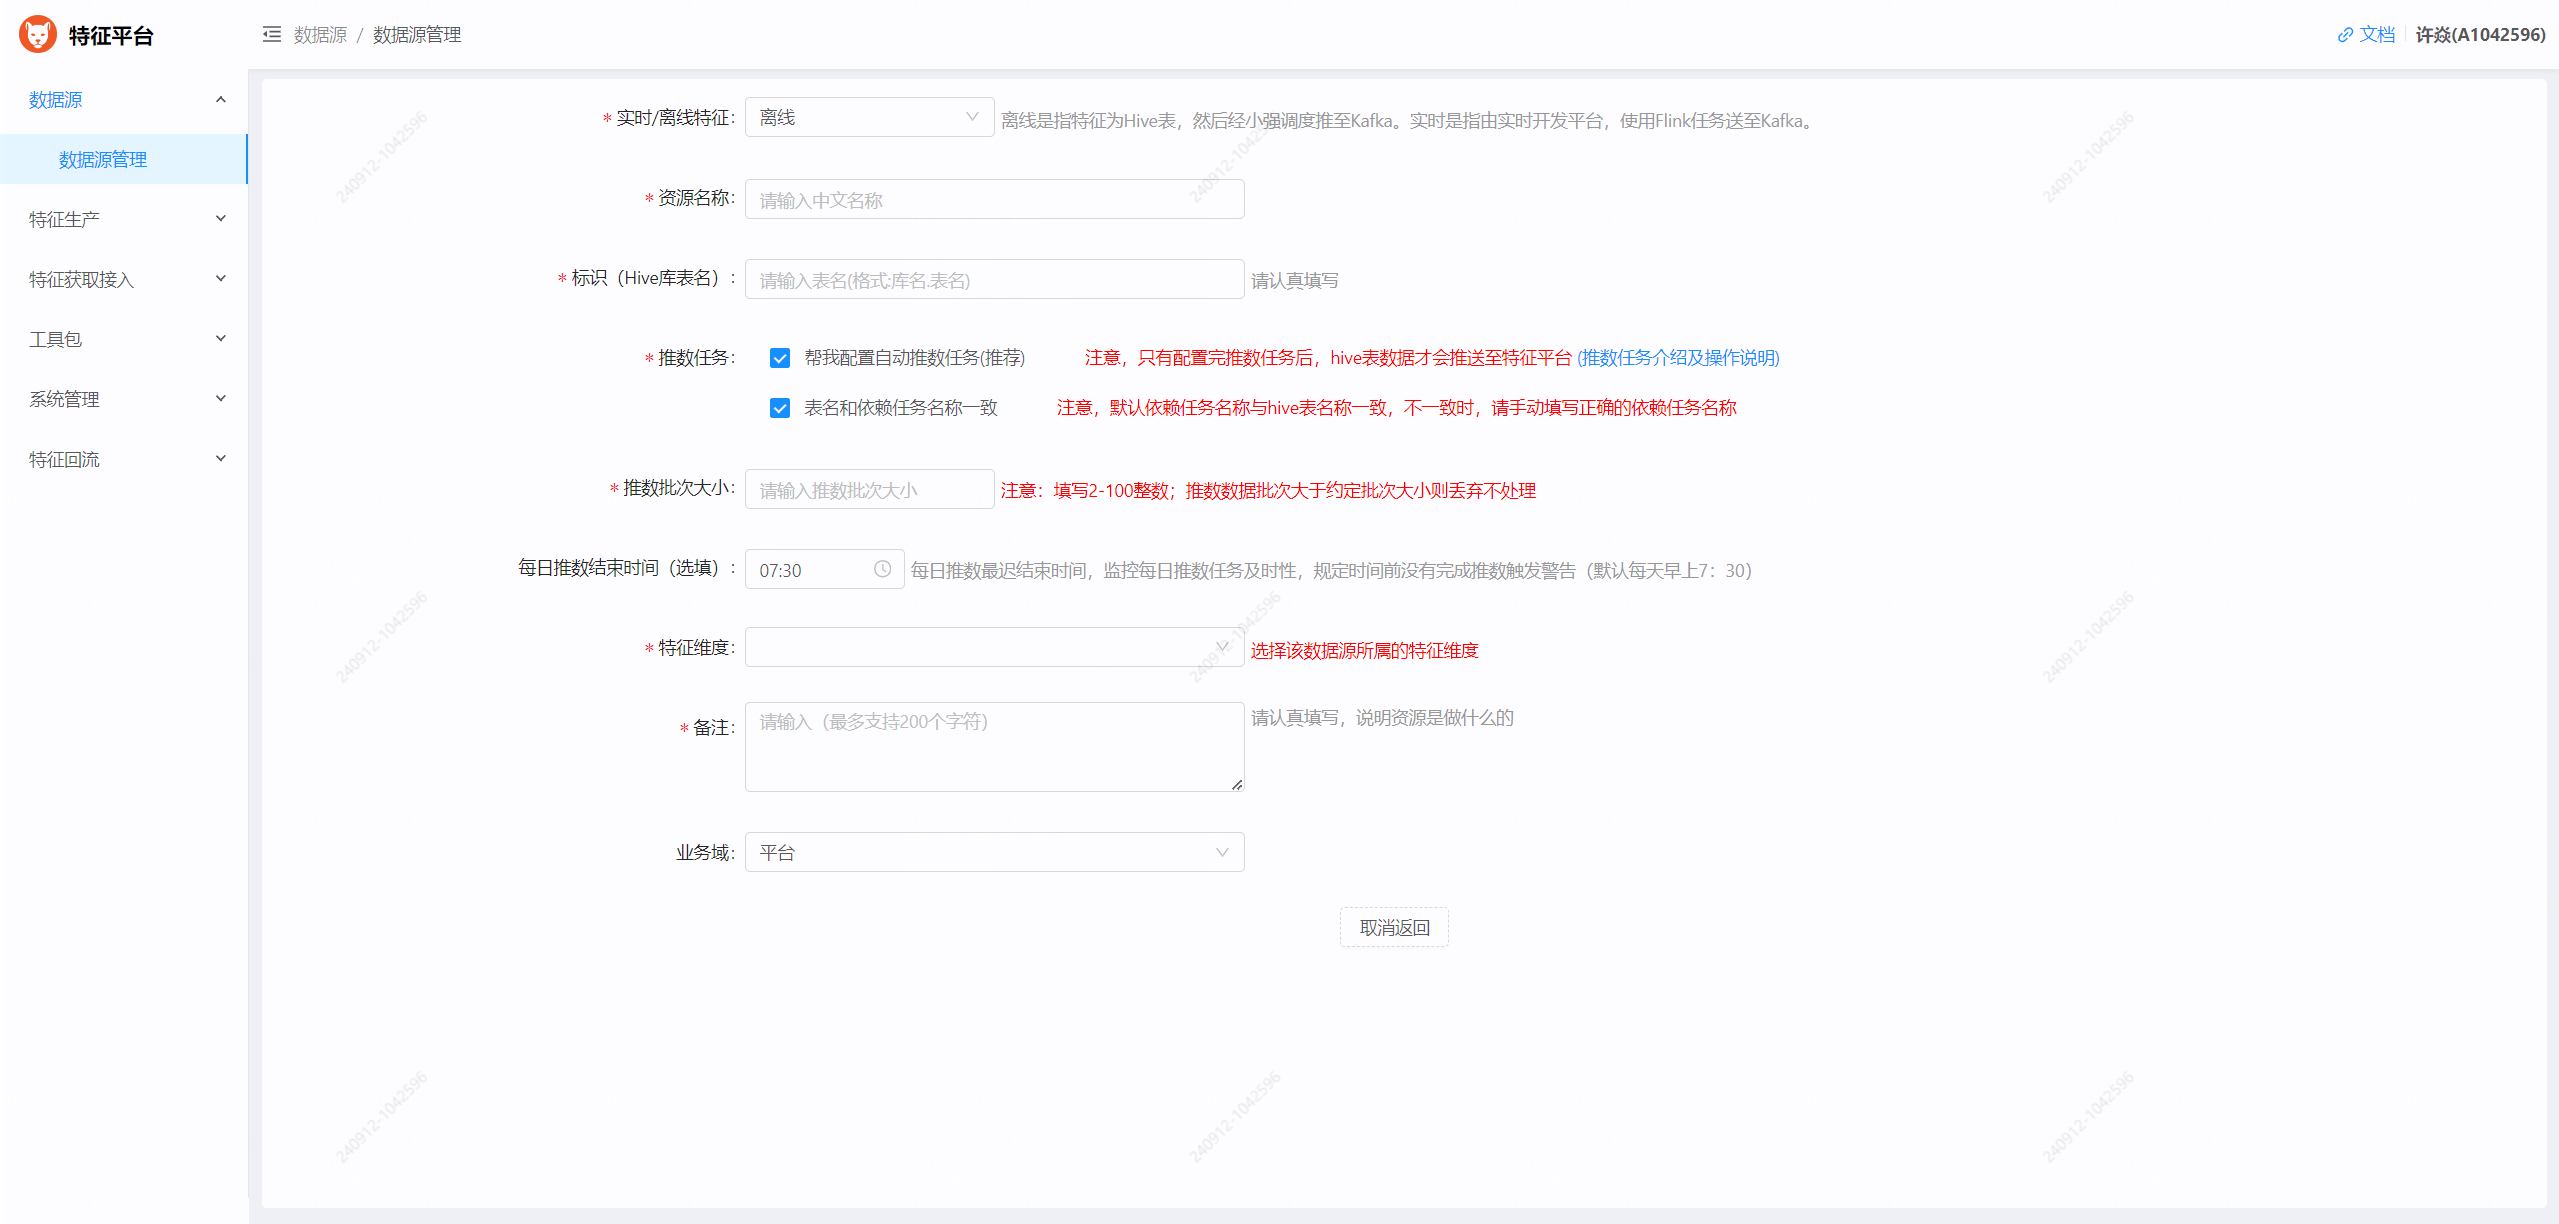 特征平台
数据源 / 数据源管理
文档
许焱(A1042596)
数据源
数据源管理
特征生产
特征获取接入
工具包
系统管理
特征回流
* 实时/离线特征:
离线
离线是指特征为Hive表，然后经小强调度推至Kafka。实时是指由实时开发平台，使用Flink任务送至Kafka。
* 资源名称:
请输入中文名称
* 标识（Hive库表名）:
请输入表名(格式:库名.表名)
请认真填写
* 推数任务:
帮我配置自动推数任务(推荐)
注意，只有配置完推数任务后，hive表数据才会推送至特征平台 (推数任务介绍及操作说明)
表名和依赖任务名称一致
注意，默认依赖任务名称与hive表名称一致，不一致时，请手动填写正确的依赖任务名称
* 推数批次大小:
请输入推数批次大小
注意：填写2-100整数；推数数据批次大于约定批次大小则丢弃不处理
每日推数结束时间（选填）:
07:30
每日推数最迟结束时间，监控每日推数任务及时性，规定时间前没有完成推数触发警告（默认每天早上7：30）
* 特征维度:
选择该数据源所属的特征维度
* 备注:
请输入（最多支持200个字符）
请认真填写，说明资源是做什么的
业务域:
平台
取消返回
240912-1042596
240912-1042596
240912-1042596
240912-1042596
240912-1042596
240912-1042596
240912-1042596
240912-1042596
240912-1042596